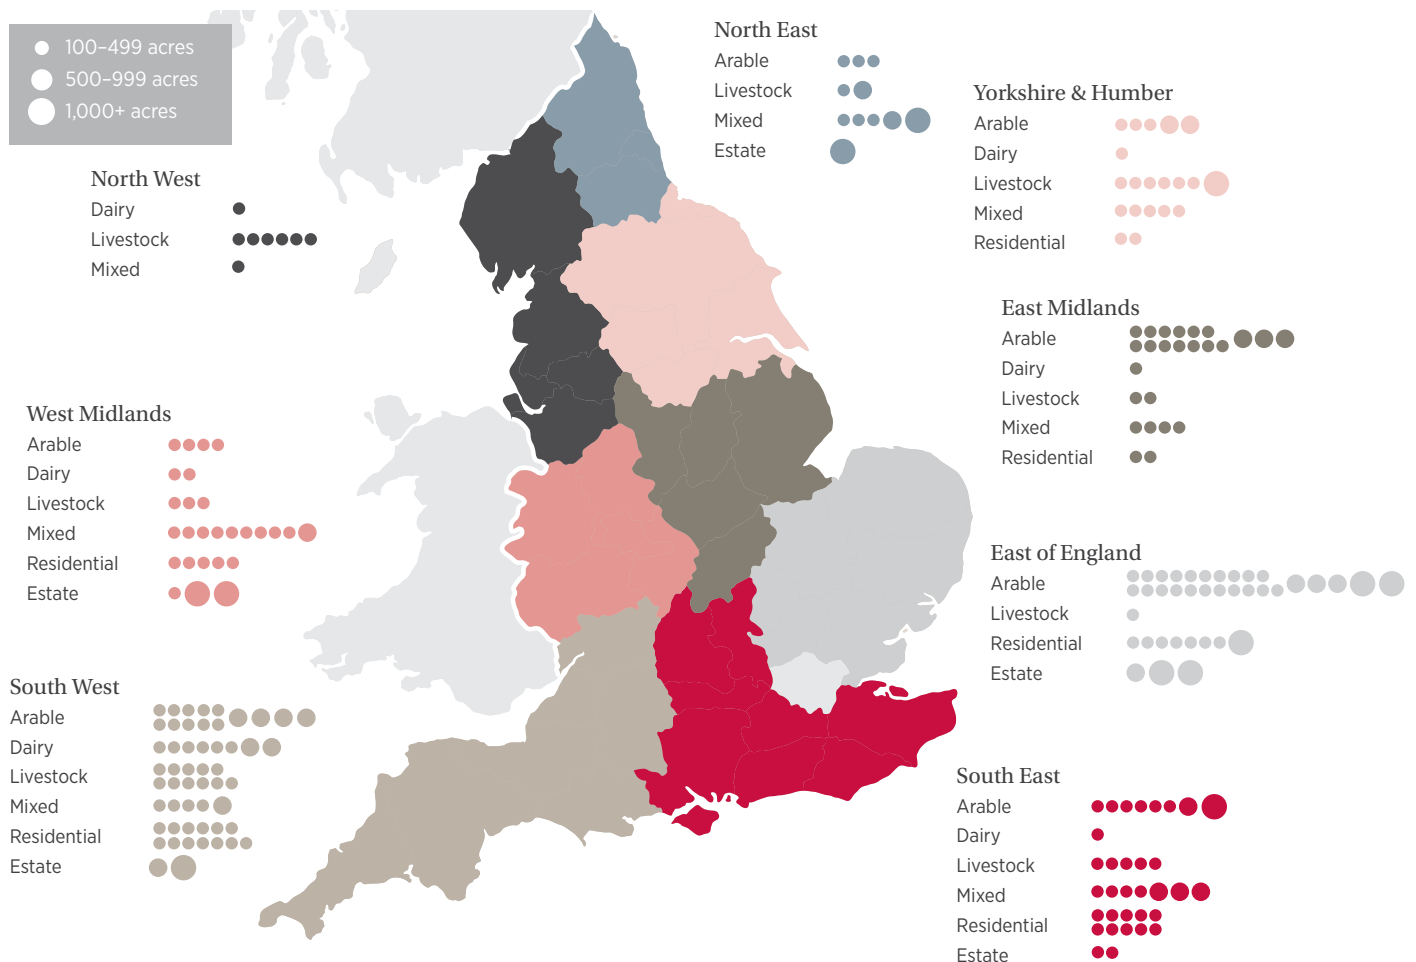 100–499 acres
500–999 acres
1,000+ acres
North East
Arable
Livestock
Mixed
Estate
Yorkshire & Humber
Arable
Dairy
Livestock
Mixed
Residential
North West
Dairy
Livestock
Mixed
East Midlands
Arable
Dairy
Livestock
Mixed
Residential
West Midlands
Arable
Dairy
Livestock
Mixed
Residential
Estate
East of England
Arable
Livestock
Residential
Estate
South West
Arable
Dairy
Livestock
Mixed
Residential
Estate
South East
Arable
Dairy
Livestock
Mixed
Residential
Estate